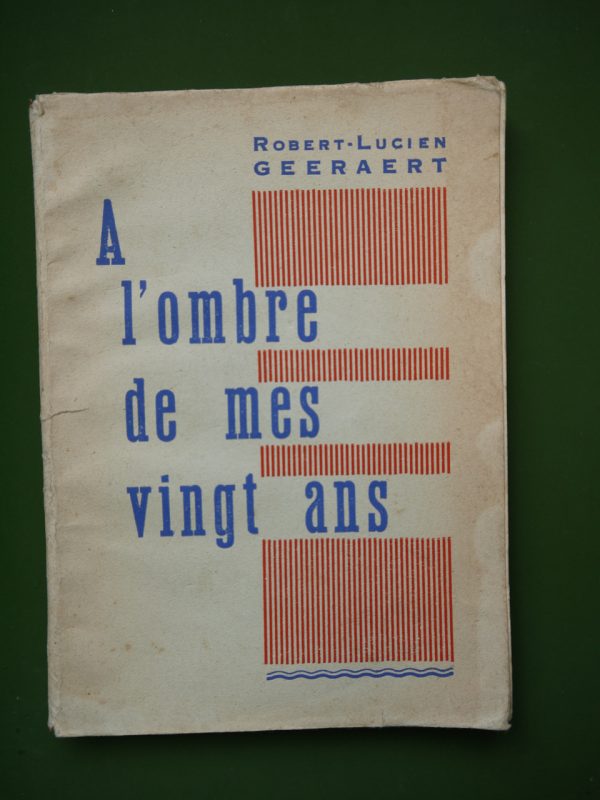 ROBERT-LUCIEN
GEERAERT
A
l'ombre
de mes
vingt ans